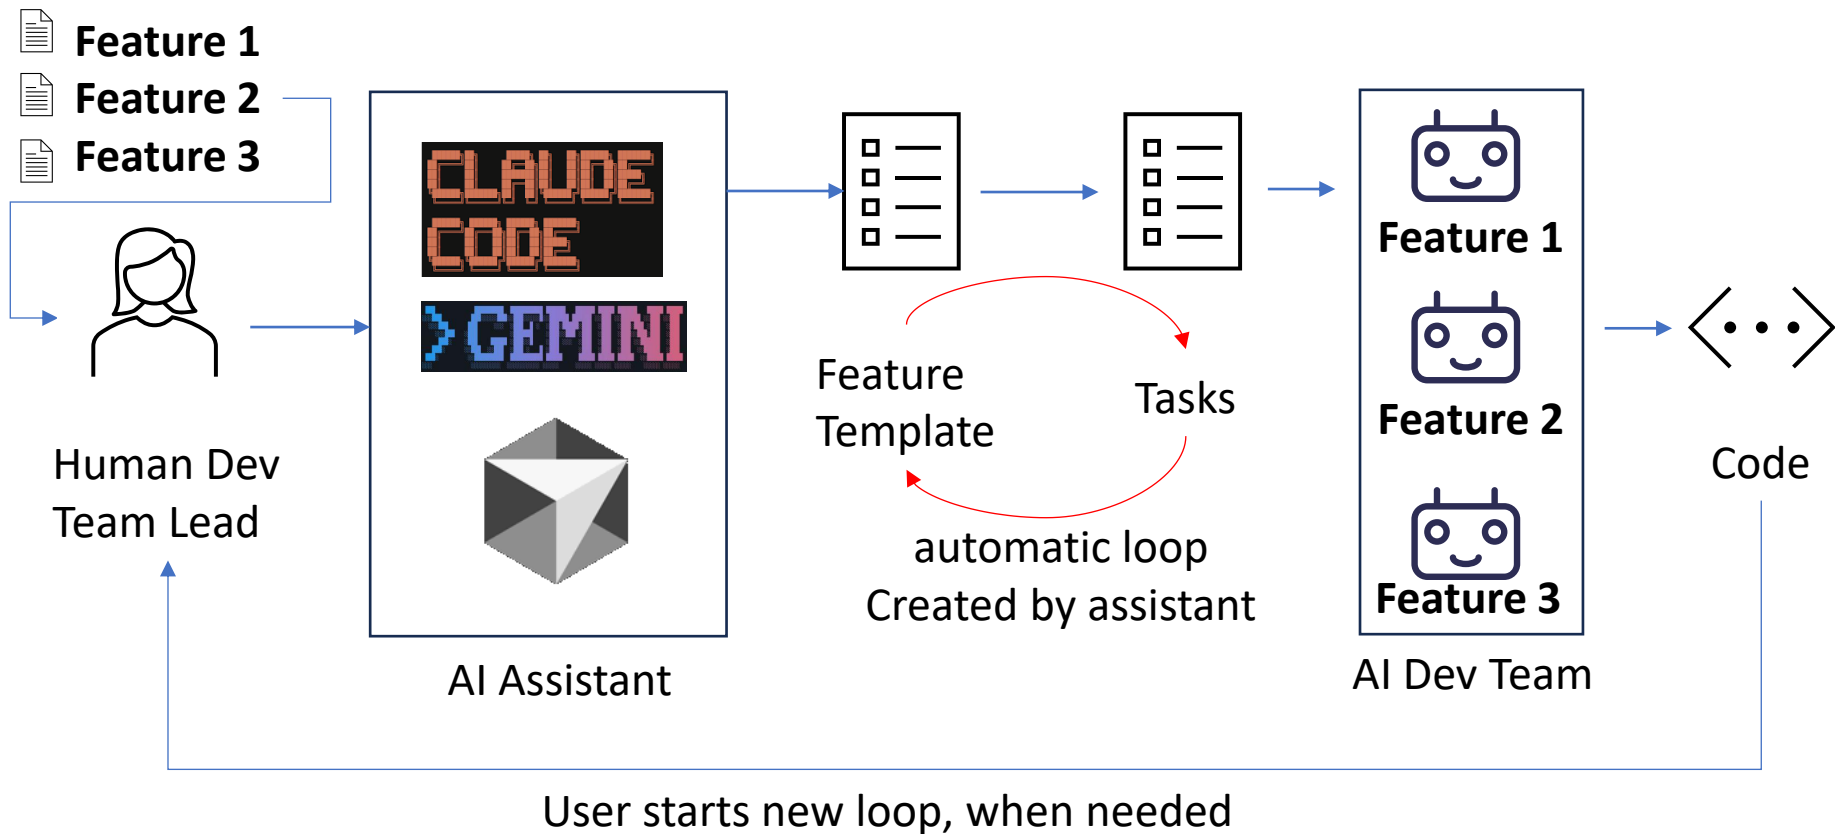 Feature 1
Feature 2
Feature 3
Human Dev
Team Lead
CLAUDE
CODE
>GEMINI
AI Assistant
Feature
Template
Tasks
automatic loop
Created by assistant
Feature 1
Feature 2
Feature 3
AI Dev Team
Code
User starts new loop, when needed